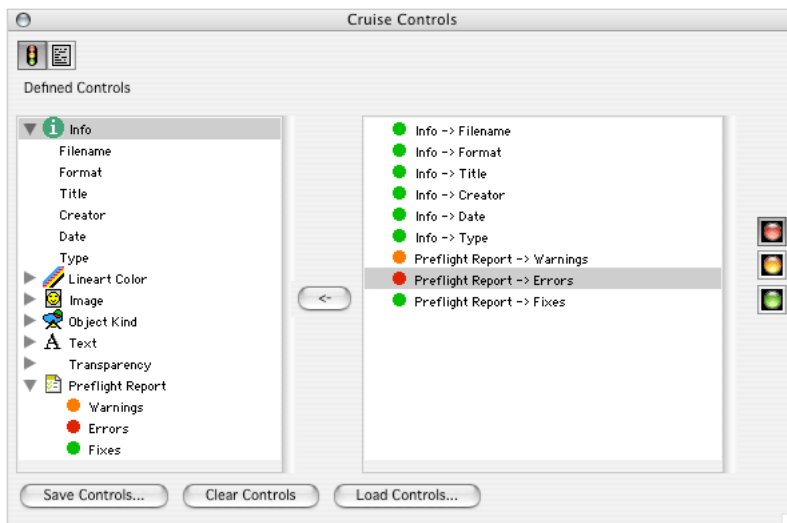 Cruise Controls
Defined Controls
Info
Filename
Format
Title
Creator
Date
Type
Lineart Color
Image
Object Kind
Text
Transparency
Preflight Report
Warnings
Errors
Fixes
<-
Info -> Filename
Info -> Format
Info -> Title
Info -> Creator
Info -> Date
Info -> Type
Preflight Report -> Warnings
Preflight Report -> Errors
Preflight Report -> Fixes
Save Controls... Clear Controls Load Controls...